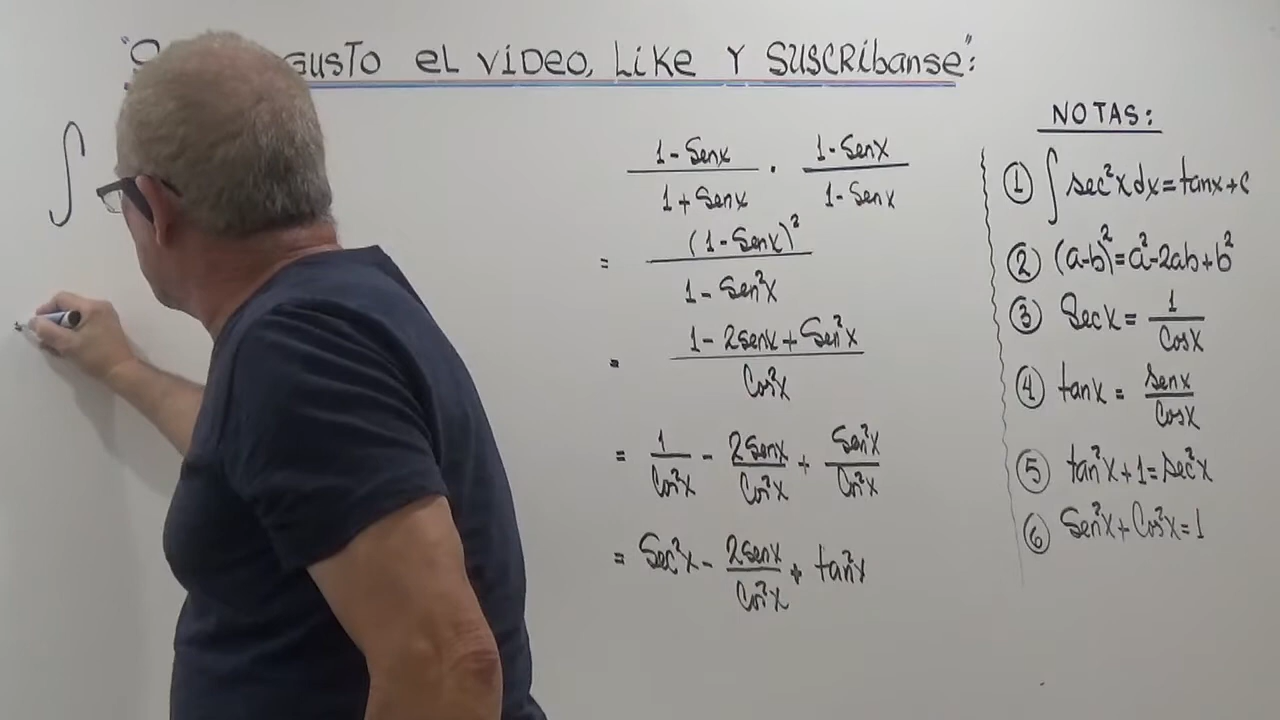 GUSTO EL VIDEO, LIKE Y SUSCRIBANSE":
∫
1 - Senx / 1 + Senx · 1 - Senx / 1 - Senx
= (1 - Senx)² / 1 - Sen²x
= 1 - 2senx + Sen²x / Cos²x
= 1 / Cos²x - 2Senx / Cos²x + Sen²x / Cos²x
= Sec²x - 2senx / Cos²x + tan²x
NOTAS:
① ∫ sec²x dx = tanx + c
② (a-b)² = a² - 2ab + b²
③ Secx = 1 / Cosx
④ tanx = senx / Cosx
⑤ tan²x + 1 = sec²x
⑥ Sen²x + Cos²x = 1